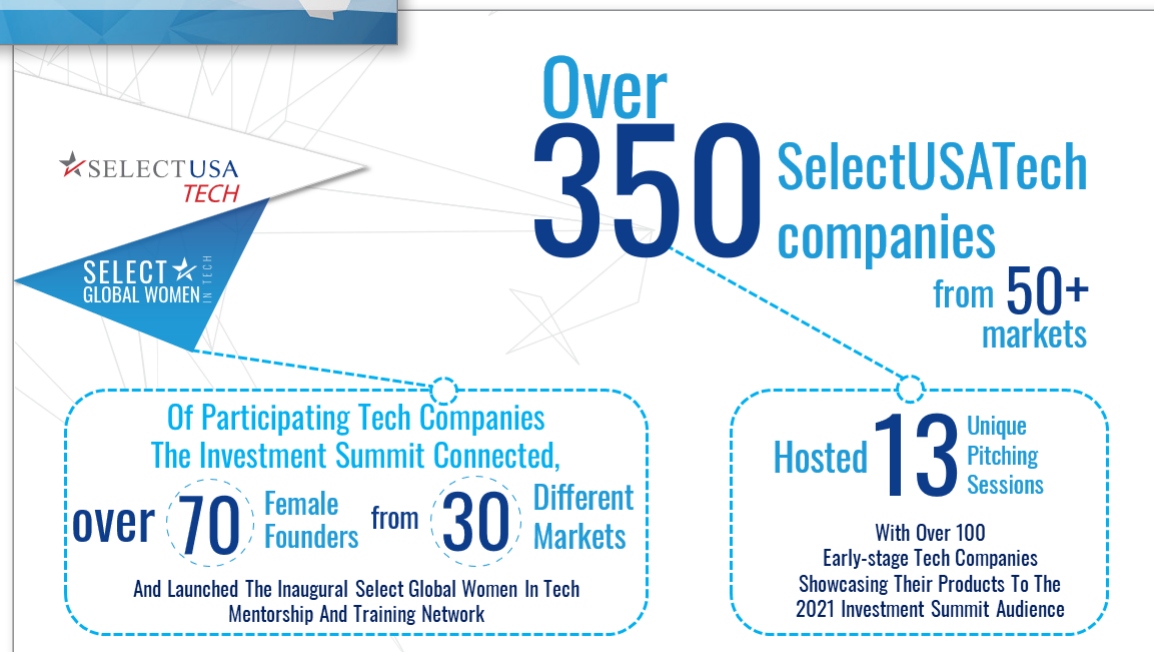 SELECTUSA
TECH
SELECT
GLOBAL WOMEN
IN TECH
Over
350
SelectUSATech
companies
from 50+
markets
Of Participating Tech Companies
The Investment Summit Connected,
over 70 Female Founders from 30 Different Markets
And Launched The Inaugural Select Global Women In Tech
Mentorship And Training Network
Hosted 13 Unique
Pitching
Sessions
With Over 100
Early-stage Tech Companies
Showcasing Their Products To The
2021 Investment Summit Audience